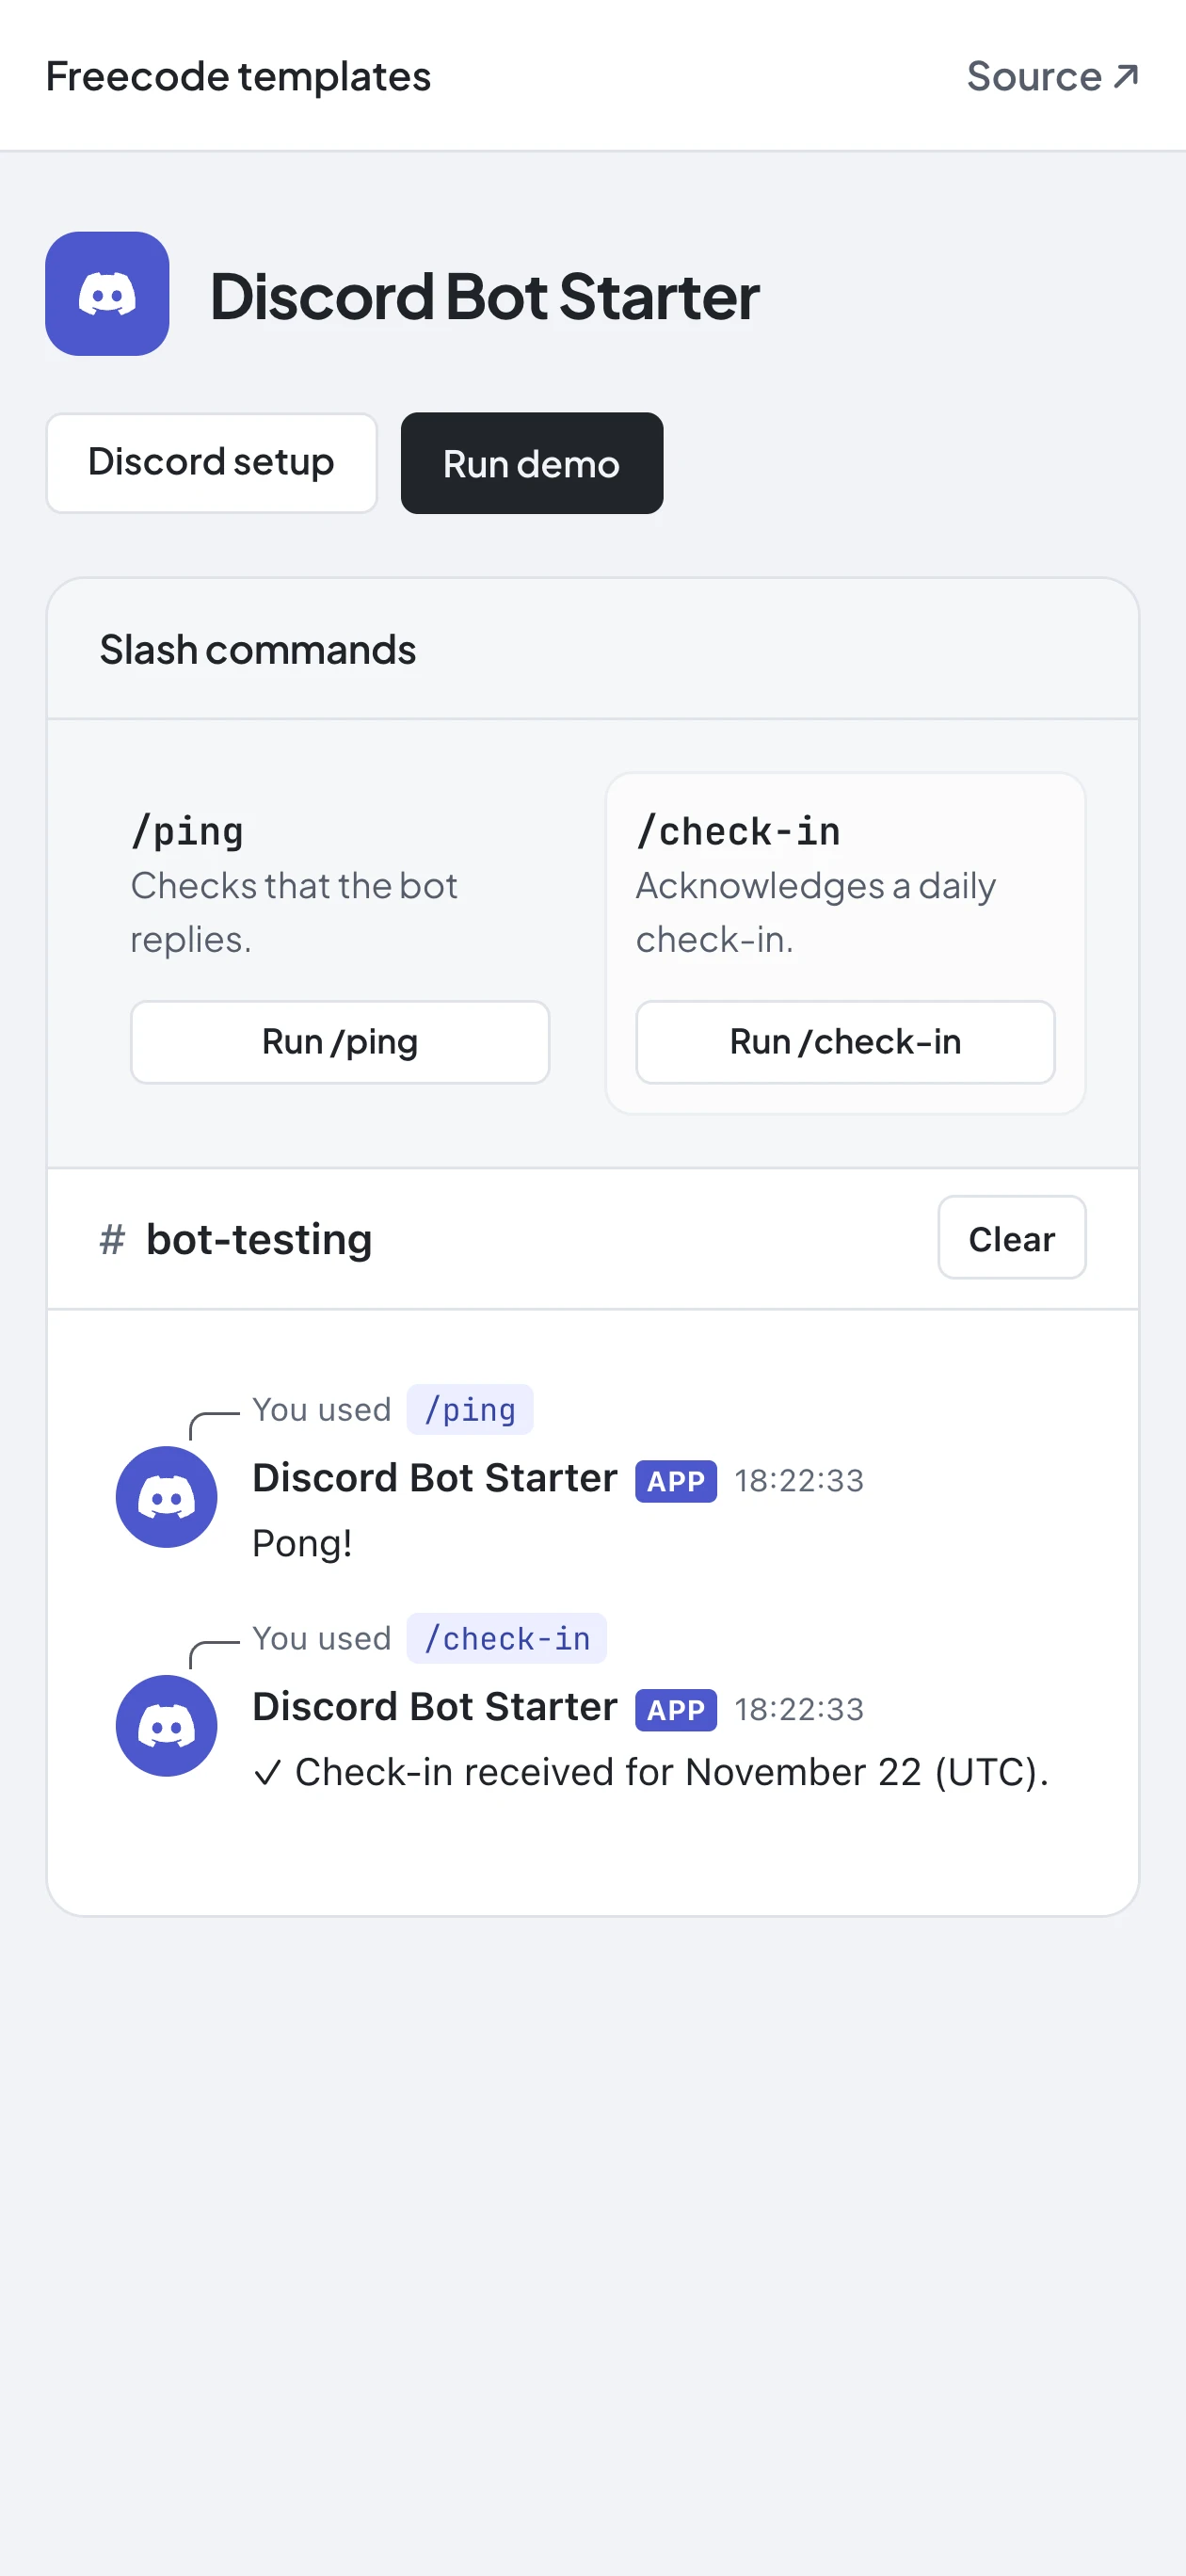 Freecode templates
Source ↗
Discord Bot Starter
Discord setup
Run demo
Slash commands
/ping
Checks that the bot
replies.
Run /ping
/check-in
Acknowledges a daily
check-in.
Run /check-in
# bot-testing
Clear
You used /ping
Discord Bot Starter APP 18:22:33
Pong!
You used /check-in
Discord Bot Starter APP 18:22:33
✓ Check-in received for November 22 (UTC).